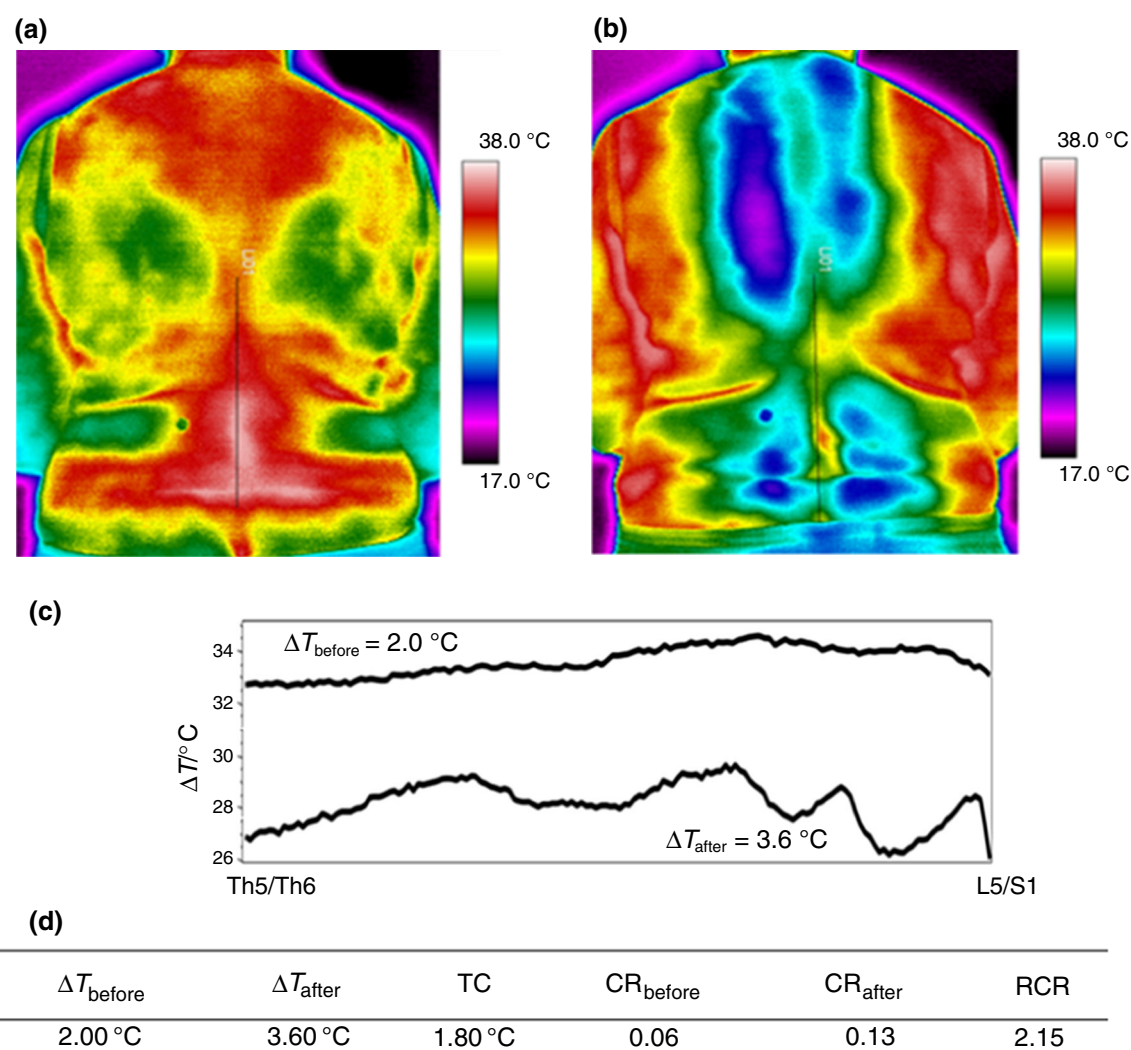 (a)
(b)
38.0 °C
17.0 °C
LI01
38.0 °C
17.0 °C
LI01
(c)
ΔT/°C
34
32
30
28
26
ΔTbefore = 2.0 °C
ΔTafter = 3.6 °C
Th5/Th6
L5/S1
(d)
ΔTbefore ΔTafter TC CRbefore CRafter RCR
2.00 °C 3.60 °C 1.80 °C 0.06 0.13 2.15